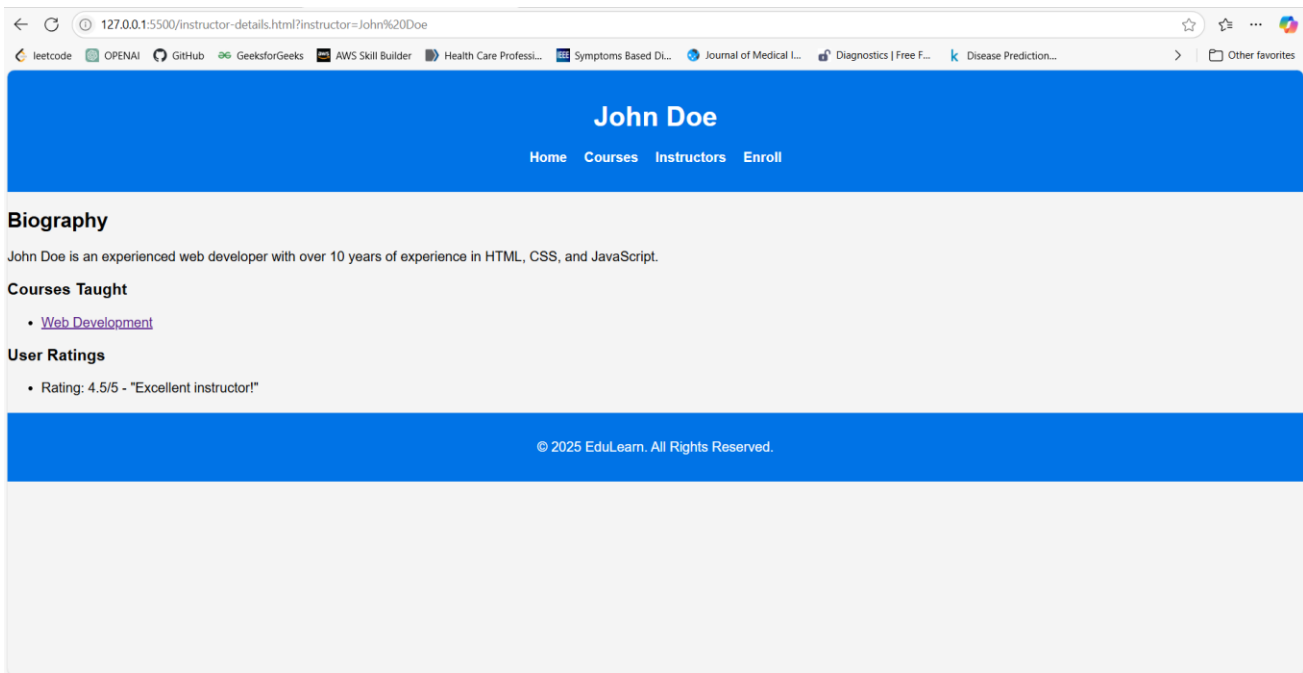 127.0.0.1:5500/instructor-details.html?instructor=John%20Doe
leetcode OPENAI GitHub GeeksforGeeks AWS Skill Builder Health Care Professi... Symptoms Based Di... Journal of Medical I... Diagnostics | Free F... Disease Prediction... Other favorites
John Doe
Home Courses Instructors Enroll
Biography
John Doe is an experienced web developer with over 10 years of experience in HTML, CSS, and JavaScript.
Courses Taught
• Web Development
User Ratings
• Rating: 4.5/5 - "Excellent instructor!"
© 2025 EduLearn. All Rights Reserved.